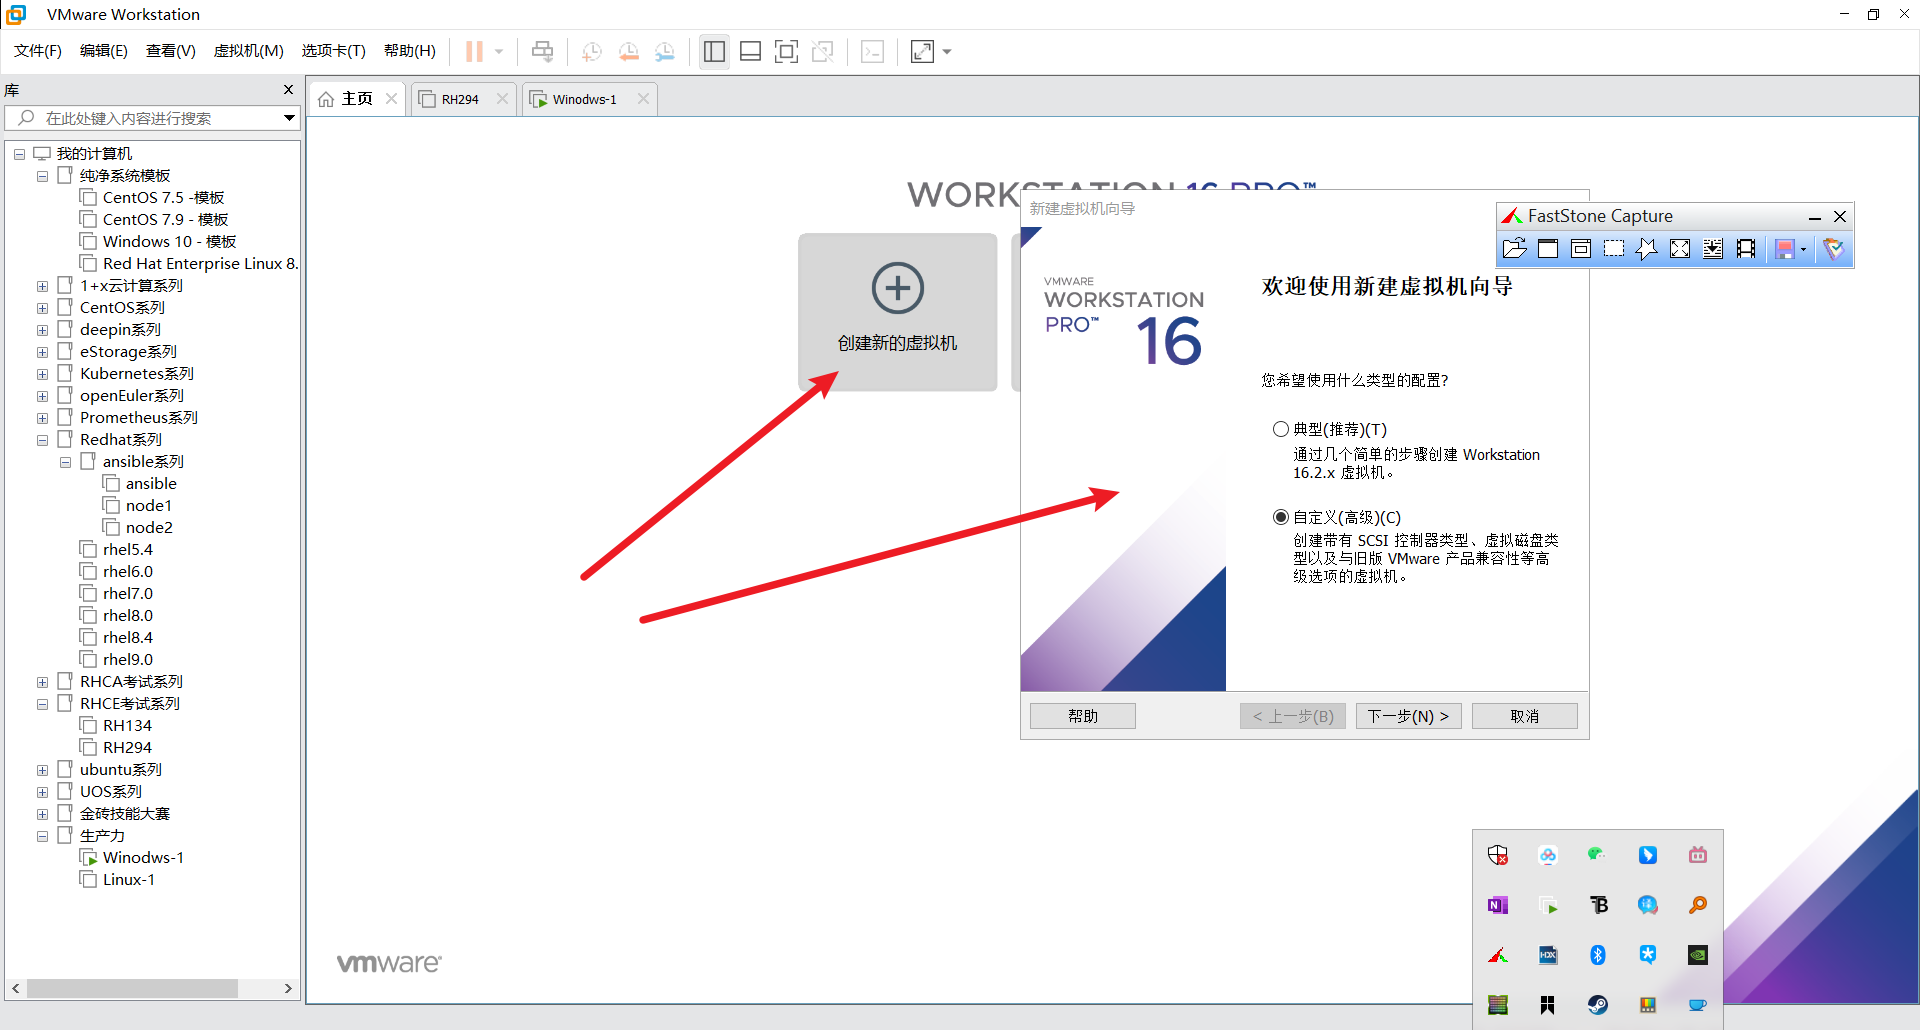 VMware Workstation
文件(F) 编辑(E) 查看(V) 虚拟机(M) 选项卡(T) 帮助(H)
库
在此处键入内容进行搜索
我的计算机
纯净系统模板
CentOS 7.5 -模板
CentOS 7.9 - 模板
Windows 10 - 模板
Red Hat Enterprise Linux 8.
1+x云计算系列
CentOS系列
deepin系列
eStorage系列
Kubernetes系列
openEuler系列
Prometheus系列
Redhat系列
ansible系列
ansible
node1
node2
rhel5.4
rhel6.0
rhel7.0
rhel8.0
rhel8.4
rhel9.0
RHCA考试系列
RHCE考试系列
RH134
RH294
ubuntu系列
UOS系列
金砖技能大赛
生产力
Winodws-1
Linux-1
主页 RH294 Winodws-1
WORKSTATION 16 PRO™
创建新的虚拟机
新建虚拟机向导
VMWARE
WORKSTATION
PRO™ 16
欢迎使用新建虚拟机向导
您希望使用什么类型的配置?
典型(推荐)(T)
通过几个简单的步骤创建 Workstation
16.2.x 虚拟机。
自定义(高级)(C)
创建带有 SCSI 控制器类型、虚拟磁盘类
型以及与旧版 VMware 产品兼容性等高
级选项的虚拟机。
帮助 < 上一步(B) 下一步(N) > 取消
FastStone Capture
vmware